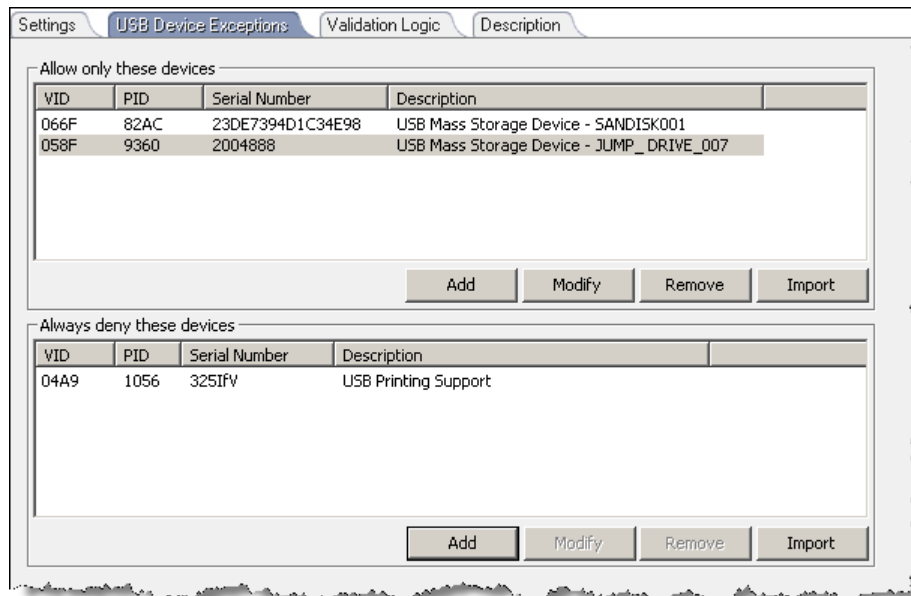 Settings USB Device Exceptions Validation Logic Description
Allow only these devices
VID PID Serial Number Description
066F 82AC 23DE7394D1C34E98 USB Mass Storage Device - SANDISK001
058F 9360 2004888 USB Mass Storage Device - JUMP_DRIVE_007
Add Modify Remove Import
Always deny these devices
VID PID Serial Number Description
04A9 1056 325IfV USB Printing Support
Add Modify Remove Import